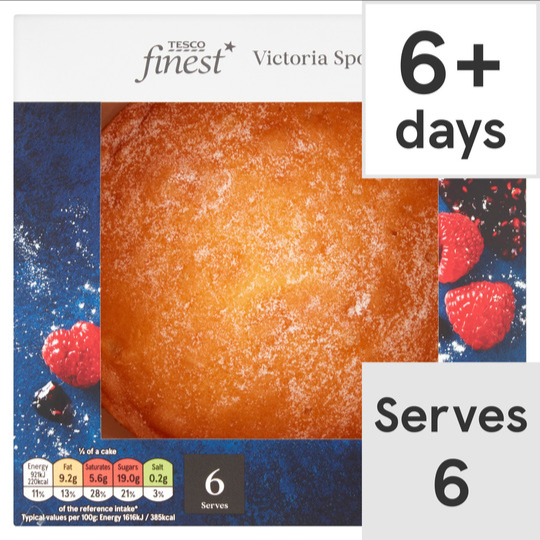 TESCO
finest*
Victoria Spo
6+
days
⅙ of a cake
Energy
921kJ
220kcal
11%
Fat
9.2g
13%
Saturates
5.6g
28%
Sugars
19.0g
21%
Salt
0.2g
3%
of the reference intake*
Typical values per 100g: Energy 1616kJ / 385kcal
6
Serves
Serves
6